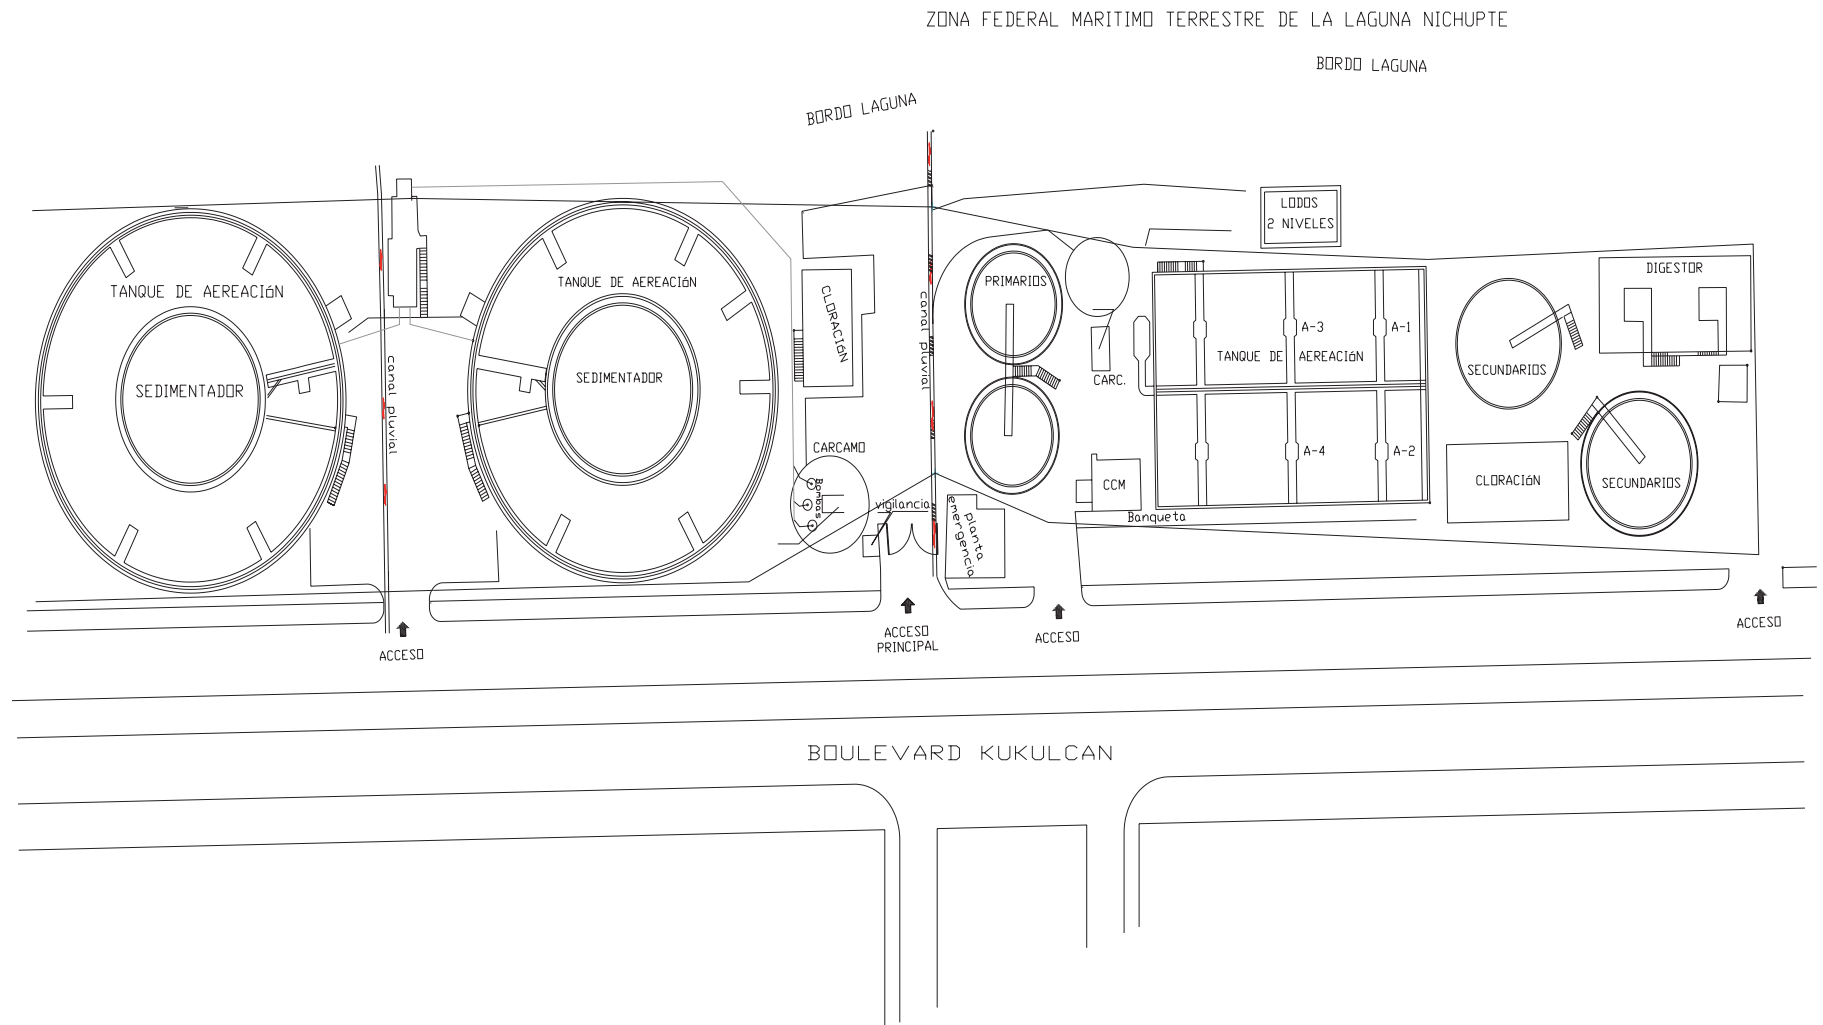 ZONA FEDERAL MARITIMO TERRESTRE DE LA LAGUNA NICHUPTE
BORDO LAGUNA
BORDO LAGUNA
LODOS
2 NIVELES
TANQUE DE AEREACIóN
SEDIMENTADOR
canal pluvial
TANQUE DE AEREACIóN
SEDIMENTADOR
CLORACIóN
CARCAMO
Bombas
vigilancia
canal pluvial
planta
emergencia
PRIMARIOS
CARC.
CCM
Banqueta
A-3
A-1
TANQUE DE AEREACIóN
A-4
A-2
SECUNDARIOS
DIGESTOR
CLORACIóN
SECUNDARIOS
ACCESO
ACCESO
PRINCIPAL
ACCESO
ACCESO
BOULEVARD KUKULCAN